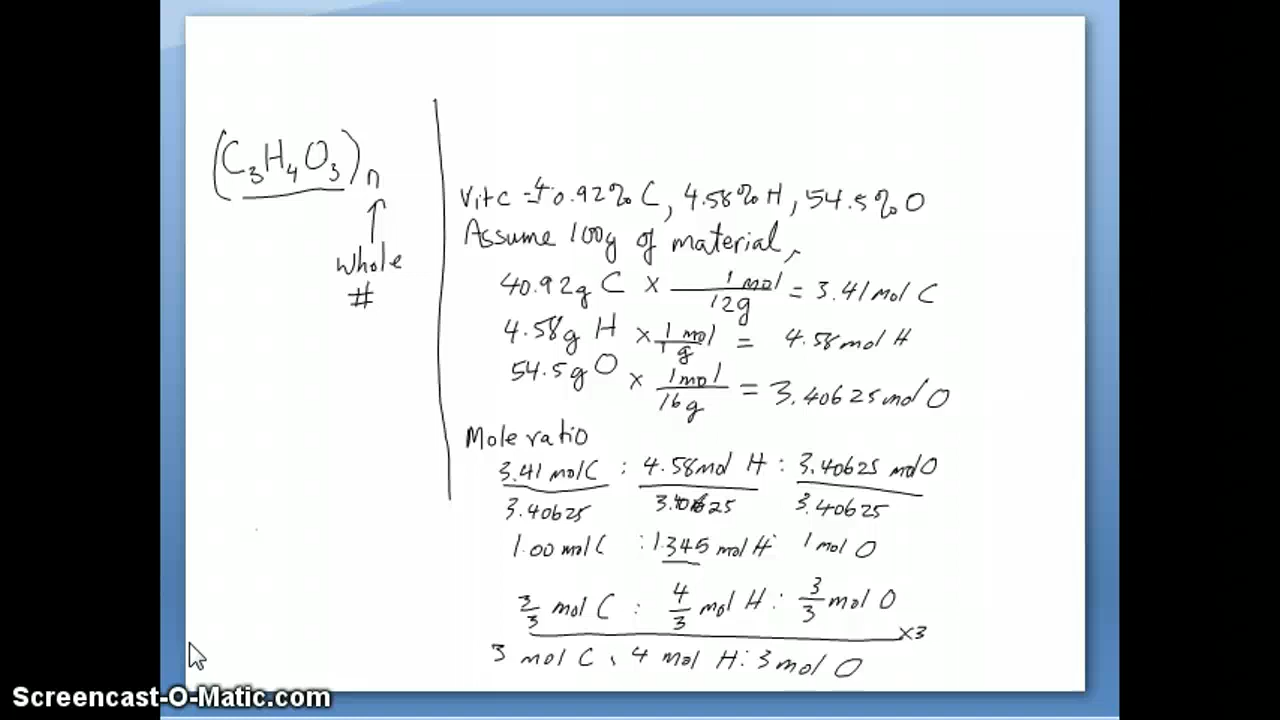 (C₃H₄O₃)ₙ
whole
#
Vit C = 40.92% C, 4.58% H, 54.5% O
Assume 100g of material,
40.92g C × 1 mol / 12g = 3.41 mol C
4.58g H × 1 mol / 1 g = 4.58 mol H
54.5g O × 1 mol / 16g = 3.40625 mol O
Mole ratio
3.41 mol C / 3.40625 : 4.58 mol H / 3.40625 : 3.40625 mol O / 3.40625
1.00 mol C : 1.345 mol H : 1 mol O
3/3 mol C : 4/3 mol H : 3/3 mol O ×3
3 mol C : 4 mol H : 3 mol O
Screencast-O-Matic.com